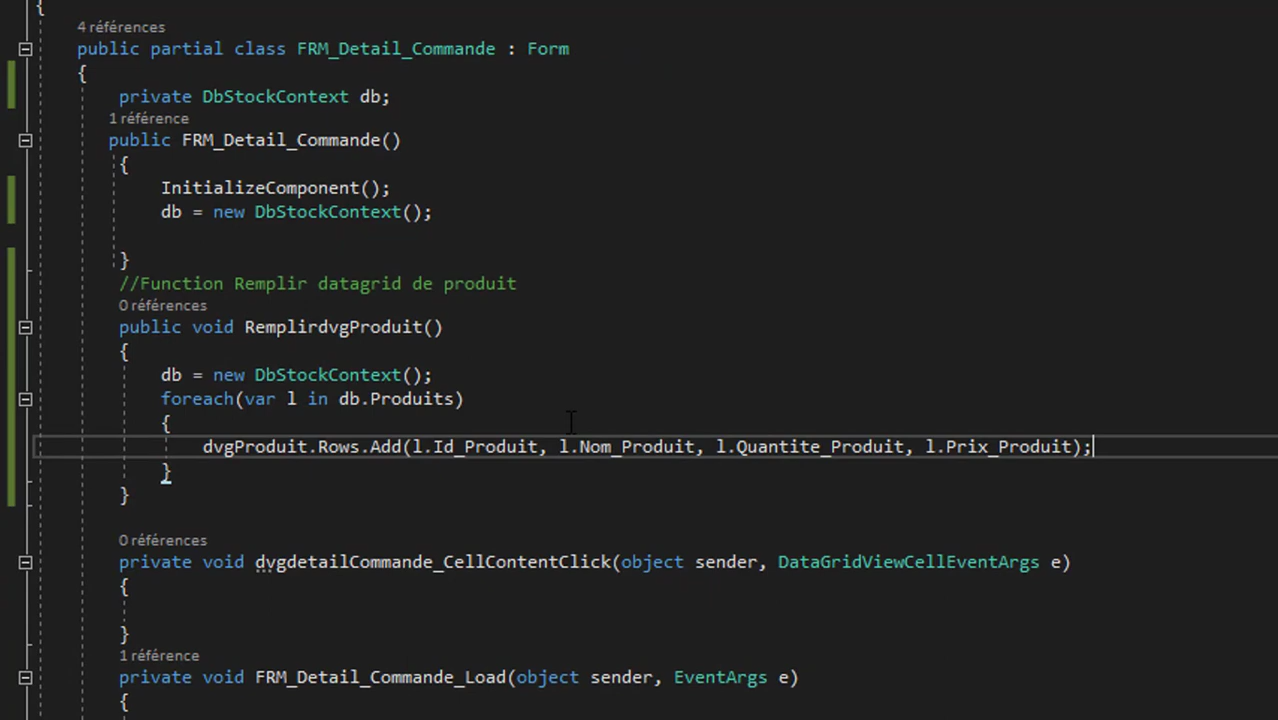 {
4 références
public partial class FRM_Detail_Commande : Form
{
private DbStockContext db;
1 référence
public FRM_Detail_Commande()
{
InitializeComponent();
db = new DbStockContext();
}
//Function Remplir datagrid de produit
0 références
public void RemplirdvgProduit()
{
db = new DbStockContext();
foreach(var l in db.Produits)
{
dvgProduit.Rows.Add(l.Id_Produit, l.Nom_Produit, l.Quantite_Produit, l.Prix_Produit);
}
}
0 références
private void dvgdetailCommande_CellContentClick(object sender, DataGridViewCellEventArgs e)
{
}
1 référence
private void FRM_Detail_Commande_Load(object sender, EventArgs e)
{